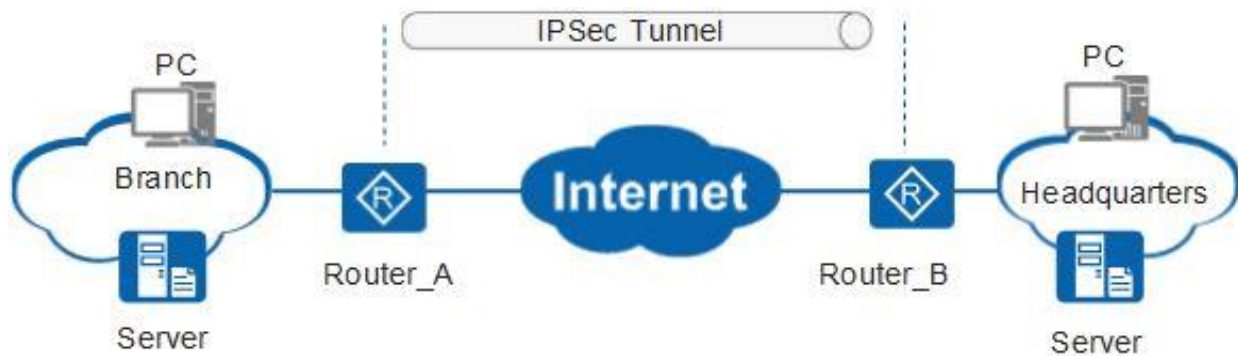 IPSec Tunnel
PC
PC
Branch
R
Internet
R
Headquarters
Router_A
Router_B
Server
Server